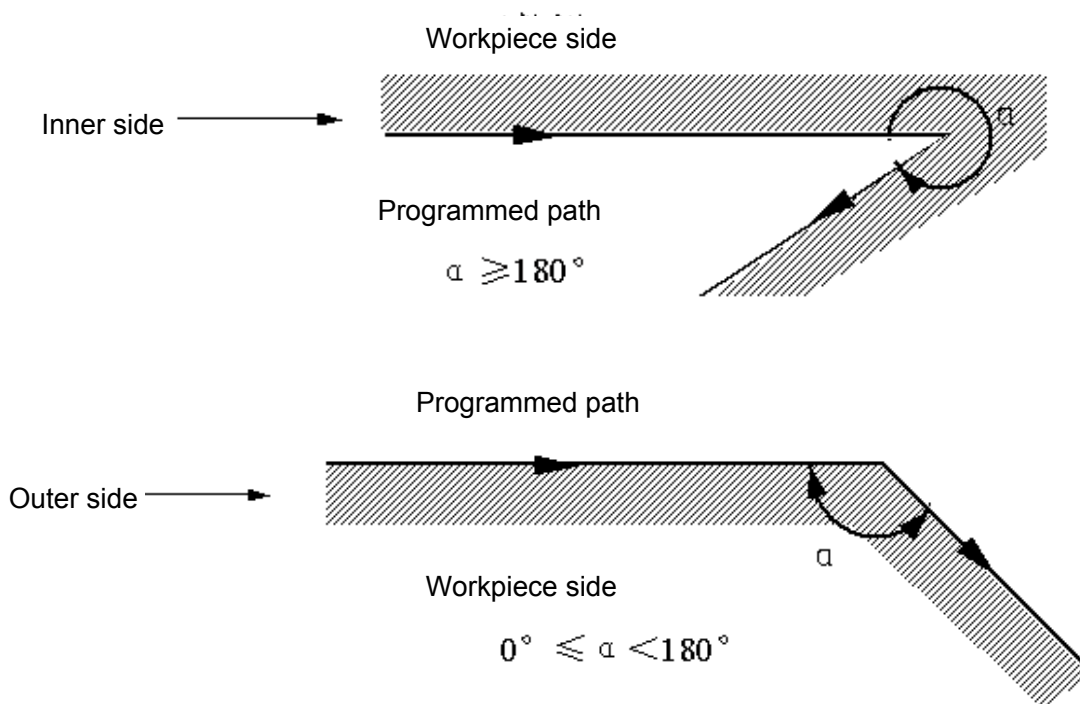 Workpiece side
Inner side
α
Programmed path
α ≥180°
Programmed path
Outer side
α
Workpiece side
0° ≤ α <180°